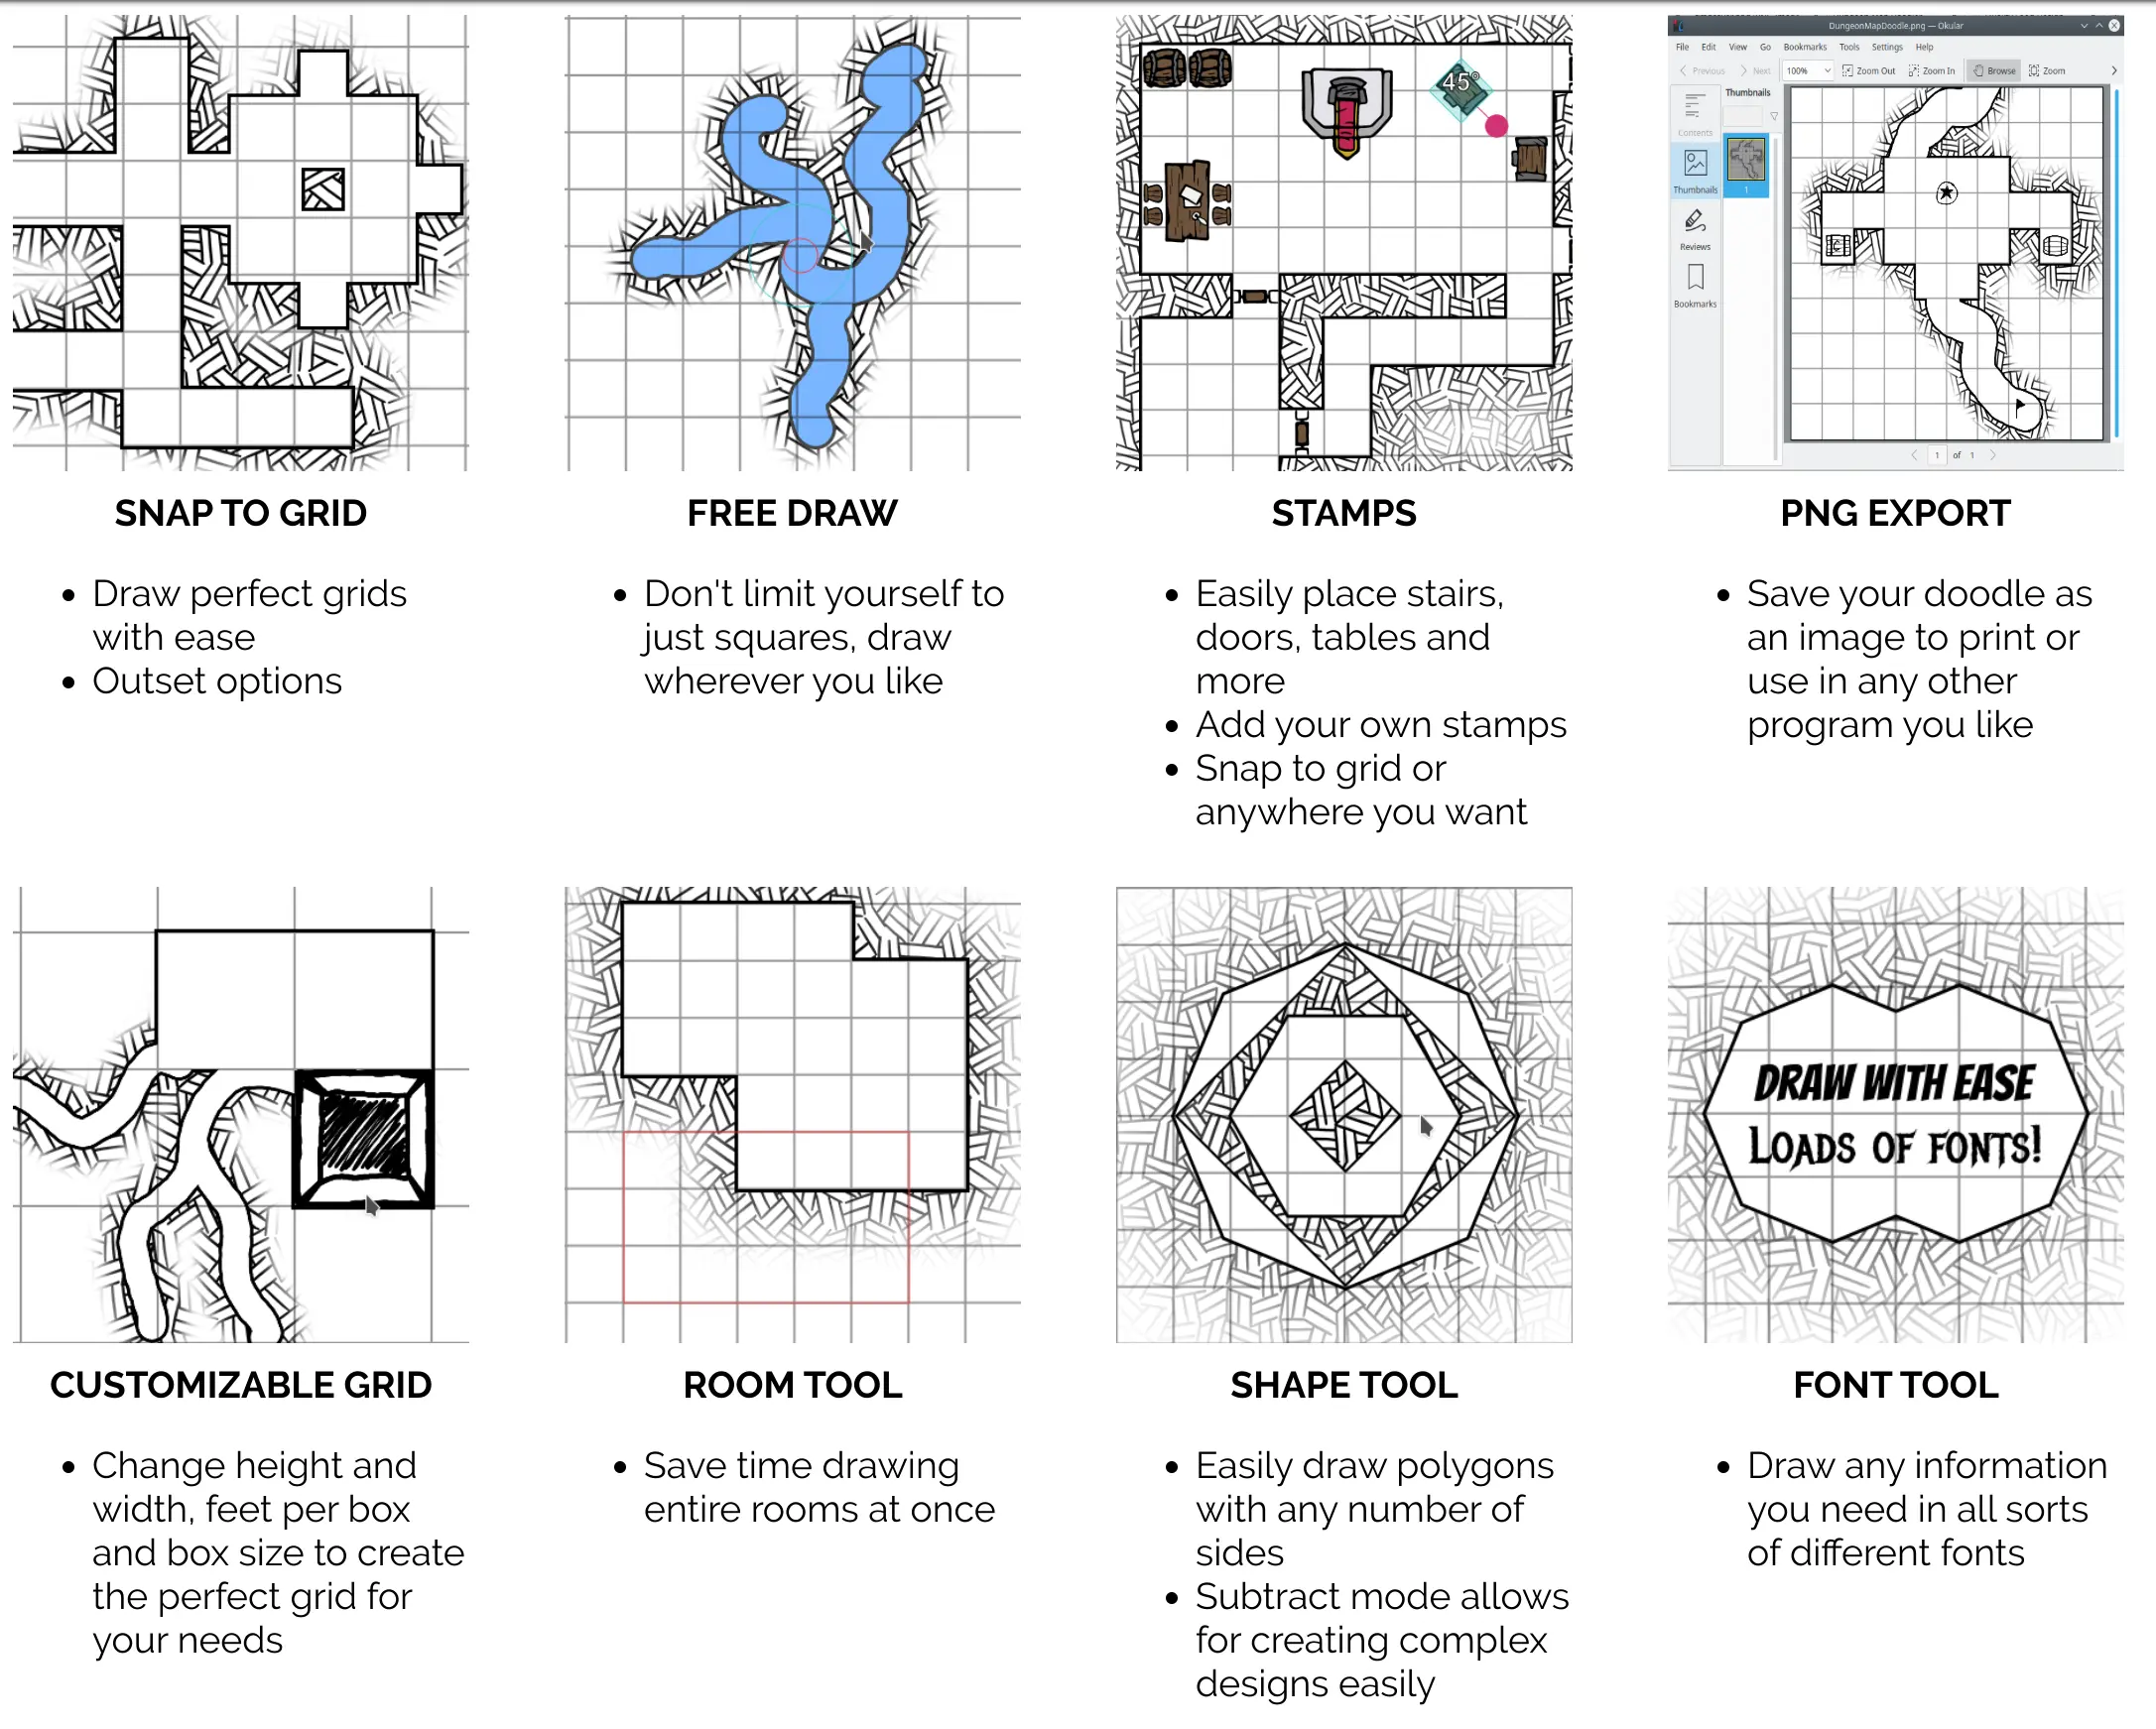 45°
DungeonMapDoodle.png — Okular
File Edit View Go Bookmarks Tools Settings Help
Previous Next 100% Zoom Out Zoom In Browse Zoom
Thumbnails
Contents
Thumbnails
1
Reviews
Bookmarks
1 of 1
SNAP TO GRID
• Draw perfect grids
with ease
• Outset options
FREE DRAW
• Don't limit yourself to
just squares, draw
wherever you like
STAMPS
• Easily place stairs,
doors, tables and
more
• Add your own stamps
• Snap to grid or
anywhere you want
PNG EXPORT
• Save your doodle as
an image to print or
use in any other
program you like
DRAW WITH EASE
LOADS OF FONTS!
CUSTOMIZABLE GRID
• Change height and
width, feet per box
and box size to create
the perfect grid for
your needs
ROOM TOOL
• Save time drawing
entire rooms at once
SHAPE TOOL
• Easily draw polygons
with any number of
sides
• Subtract mode allows
for creating complex
designs easily
FONT TOOL
• Draw any information
you need in all sorts
of different fonts